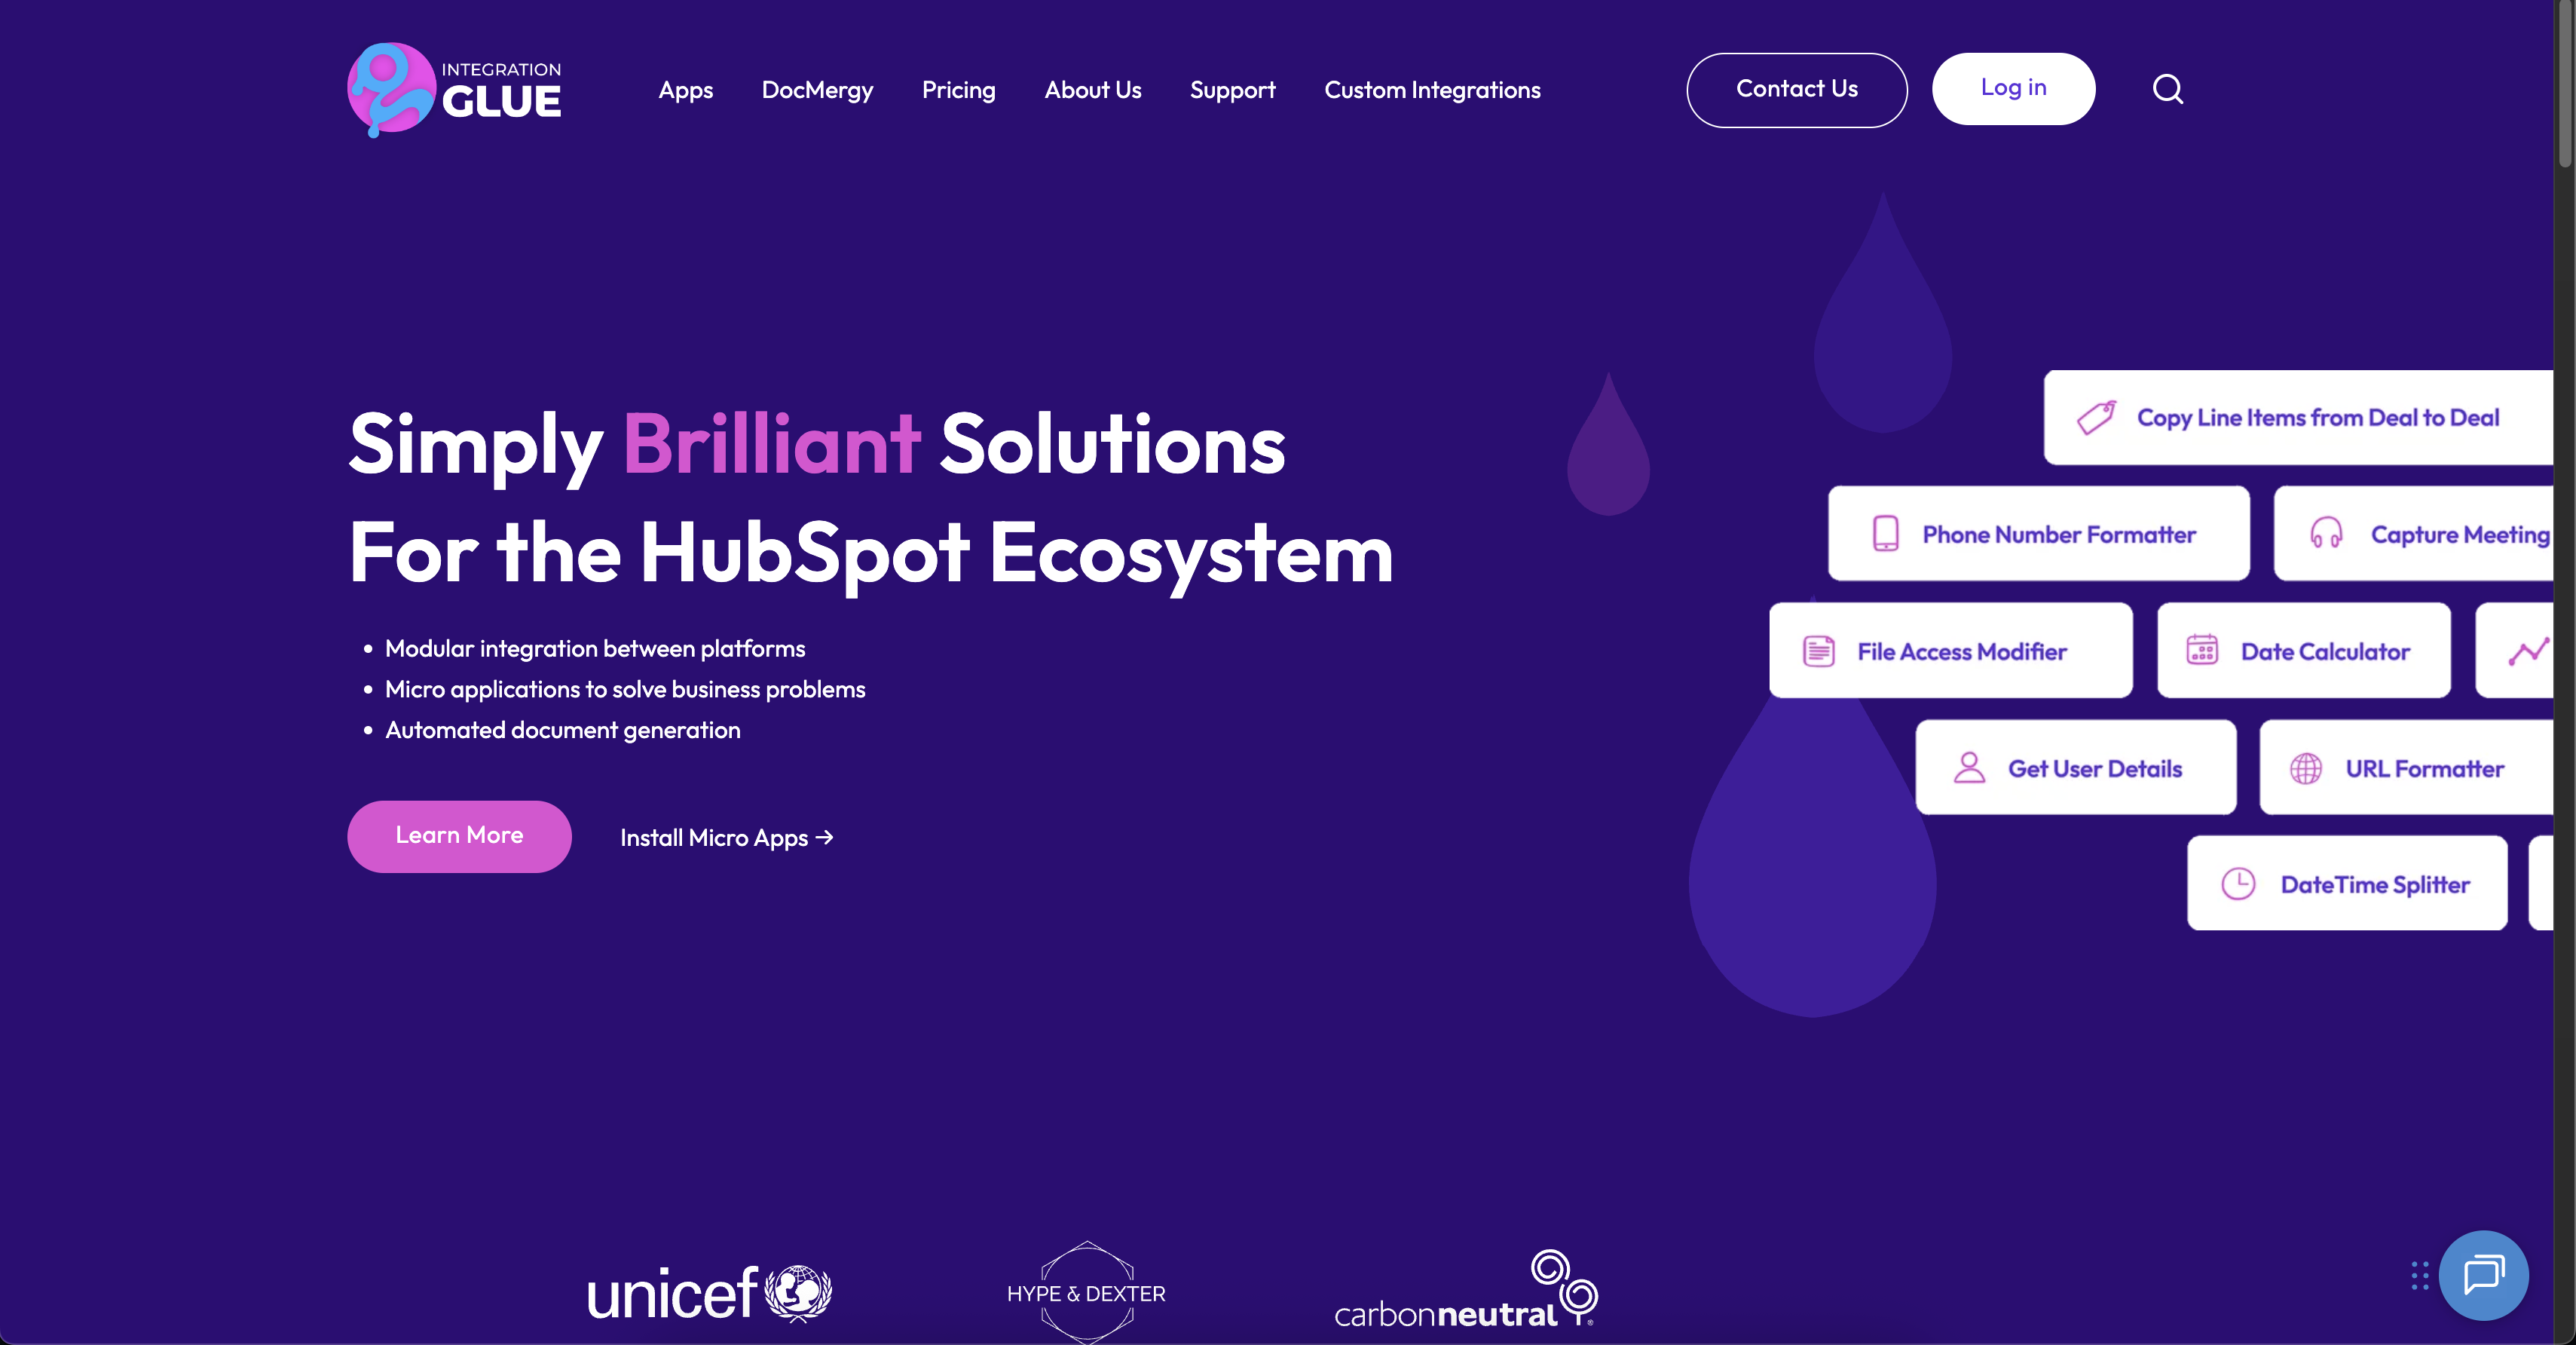 INTEGRATION
GLUE
Apps
DocMergy
Pricing
About Us
Support
Custom Integrations
Contact Us
Log in
Simply Brilliant Solutions
For the HubSpot Ecosystem
• Modular integration between platforms
• Micro applications to solve business problems
• Automated document generation
Learn More
Install Micro Apps →
Copy Line Items from Deal to Deal
Phone Number Formatter
Capture Meeting
File Access Modifier
Date Calculator
Get User Details
URL Formatter
DateTime Splitter
unicef
HYPE & DEXTER
carbonneutral®